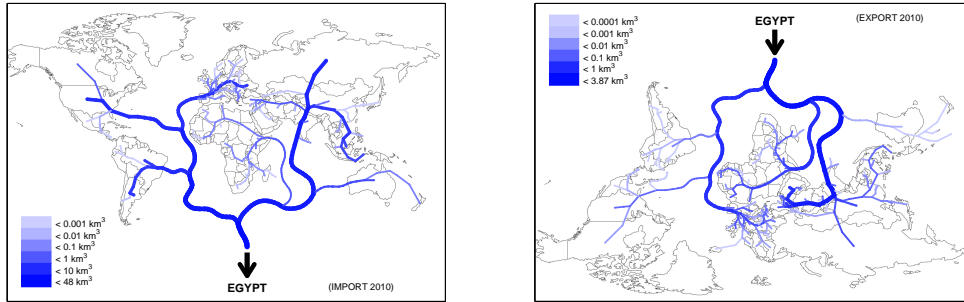 < 0.001 km³
< 0.01 km³
< 0.1 km³
< 1 km³
< 10 km³
< 48 km³
EGYPT
(IMPORT 2010)
EGYPT
(EXPORT 2010)
< 0.0001 km³
< 0.001 km³
< 0.01 km³
< 0.1 km³
< 1 km³
< 3.87 km³